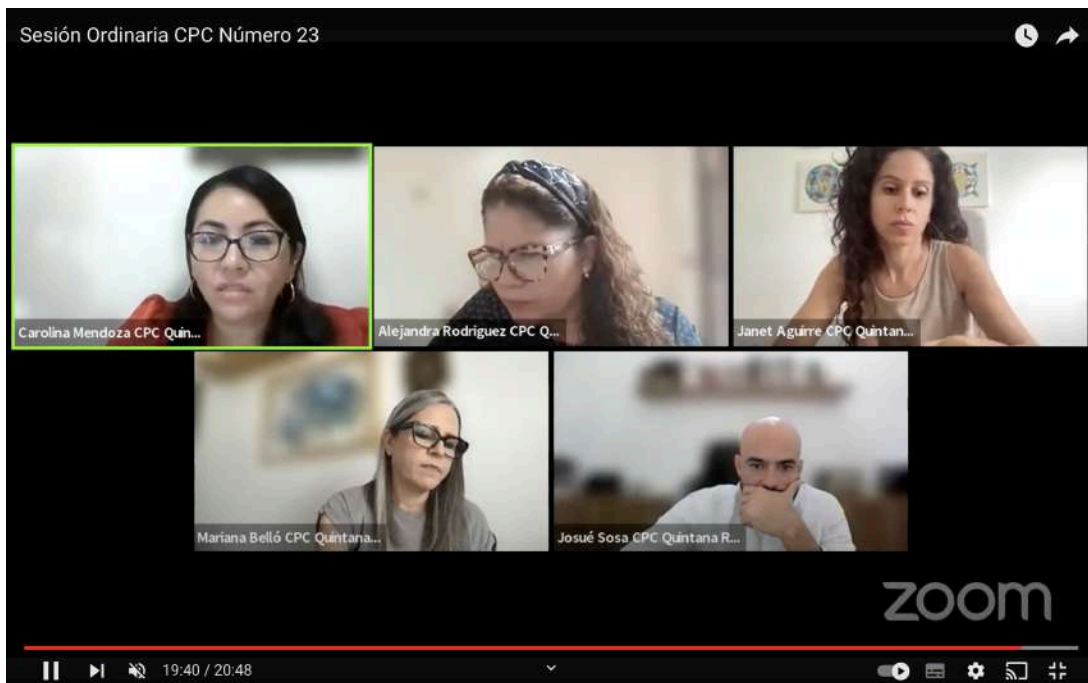 Sesión Ordinaria CPC Número 23
Carolina Mendoza CPC Quin...
Alejandra Rodriguez CPC Q...
Janet Aguirre CPC Quintan...
Mariana Belló CPC Quintana...
Josué Sosa CPC Quintana R...
zoom
19:40 / 20:48